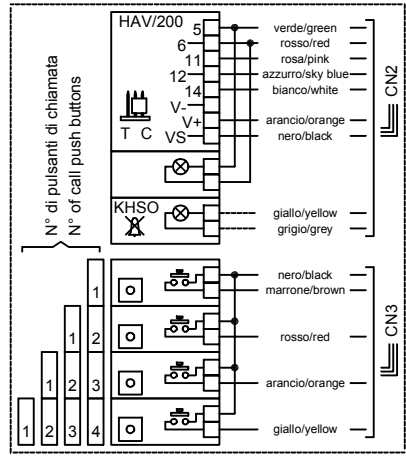 HAV/200
5
verde/green
6
rosso/red
11
rosa/pink
12
azzurro/sky blue
14
bianco/white
V-
V+
arancio/orange
VS
nero/black
T C
CN2
KHSO
giallo/yellow
grigio/grey
N° di pulsanti di chiamata
N° of call push buttons
1
nero/black
marrone/brown
1 2
rosso/red
1 2 3
arancio/orange
1 2 3 4
giallo/yellow
CN3